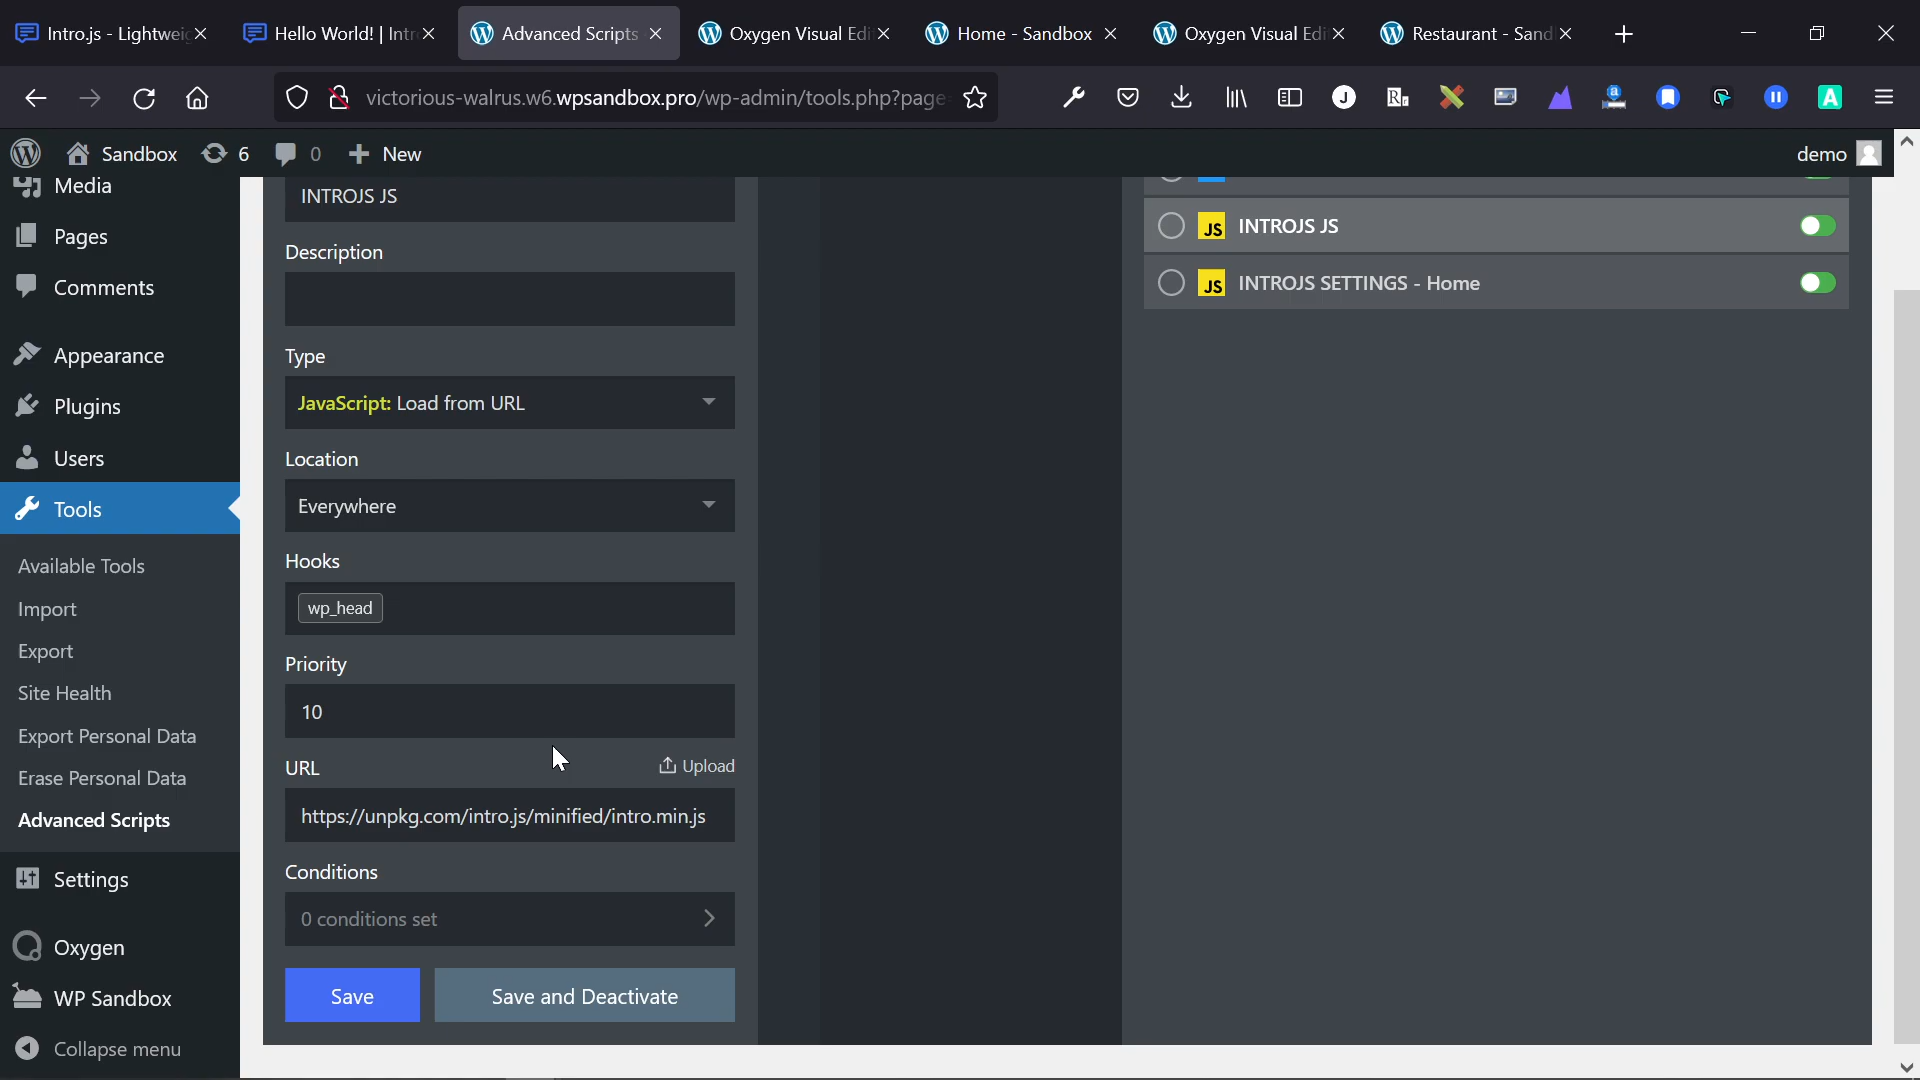 Intro.js - Lightwei
Hello World! | Intr
Advanced Scripts
Oxygen Visual Edi
Home - Sandbox
Oxygen Visual Edi
Restaurant - Sand
victorious-walrus.w6.wpsandbox.pro/wp-admin/tools.php?page=
Sandbox
6
0
New
demo
Media
Pages
Comments
Appearance
Plugins
Users
Tools
Available Tools
Import
Export
Site Health
Export Personal Data
Erase Personal Data
Advanced Scripts
Settings
Oxygen
WP Sandbox
Collapse menu
INTROJS JS
Description
Type
JavaScript: Load from URL
Location
Everywhere
Hooks
wp_head
Priority
10
URL
Upload
https://unpkg.com/intro.js/minified/intro.min.js
Conditions
0 conditions set
Save
Save and Deactivate
JS INTROJS JS
JS INTROJS SETTINGS - Home